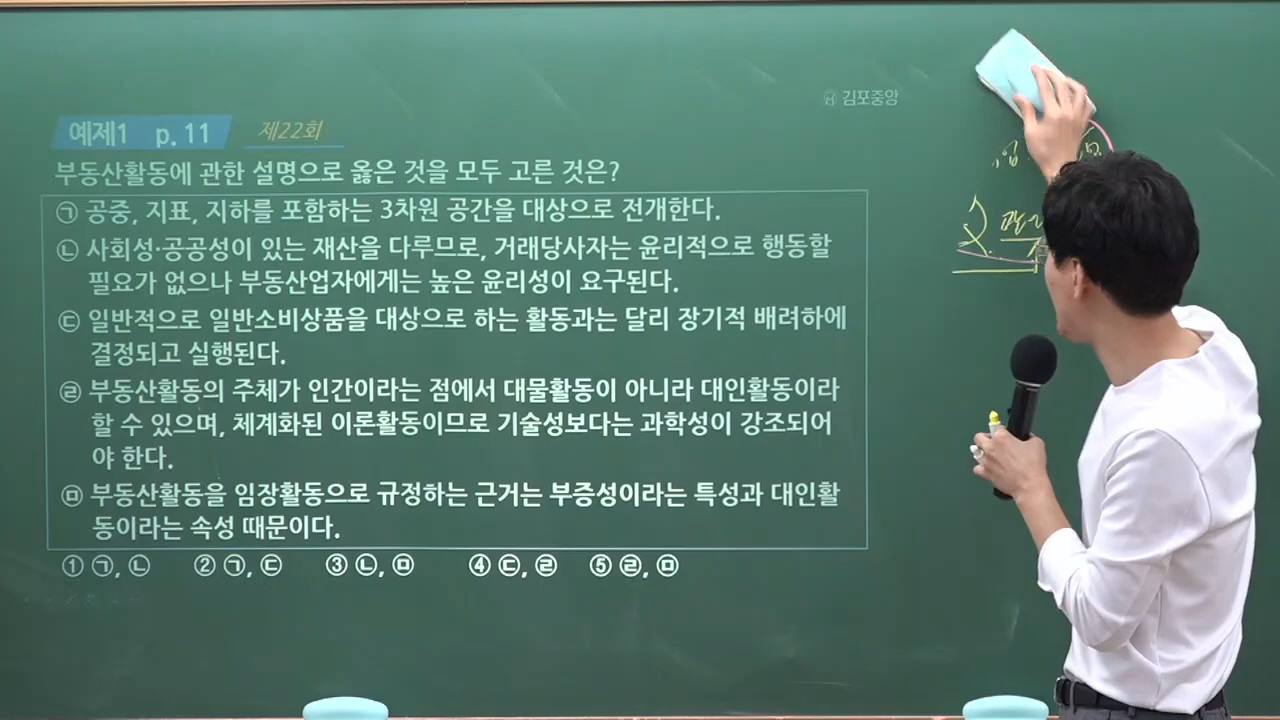 김포중앙
예제1 p. 11 제22회
부동산활동에 관한 설명으로 옳은 것을 모두 고른 것은?
㉠ 공중, 지표, 지하를 포함하는 3차원 공간을 대상으로 전개한다.
㉡ 사회성·공공성이 있는 재산을 다루므로, 거래당사자는 윤리적으로 행동할
필요가 없으나 부동산업자에게는 높은 윤리성이 요구된다.
㉢ 일반적으로 일반소비상품을 대상으로 하는 활동과는 달리 장기적 배려하에
결정되고 실행된다.
㉣ 부동산활동의 주체가 인간이라는 점에서 대물활동이 아니라 대인활동이라
할 수 있으며, 체계화된 이론활동이므로 기술성보다는 과학성이 강조되어
야 한다.
㉤ 부동산활동을 임장활동으로 규정하는 근거는 부증성이라는 특성과 대인활
동이라는 속성 때문이다.
① ㉠, ㉡ ② ㉠, ㉢ ③ ㉡, ㉤ ④ ㉢, ㉣ ⑤ ㉣, ㉤